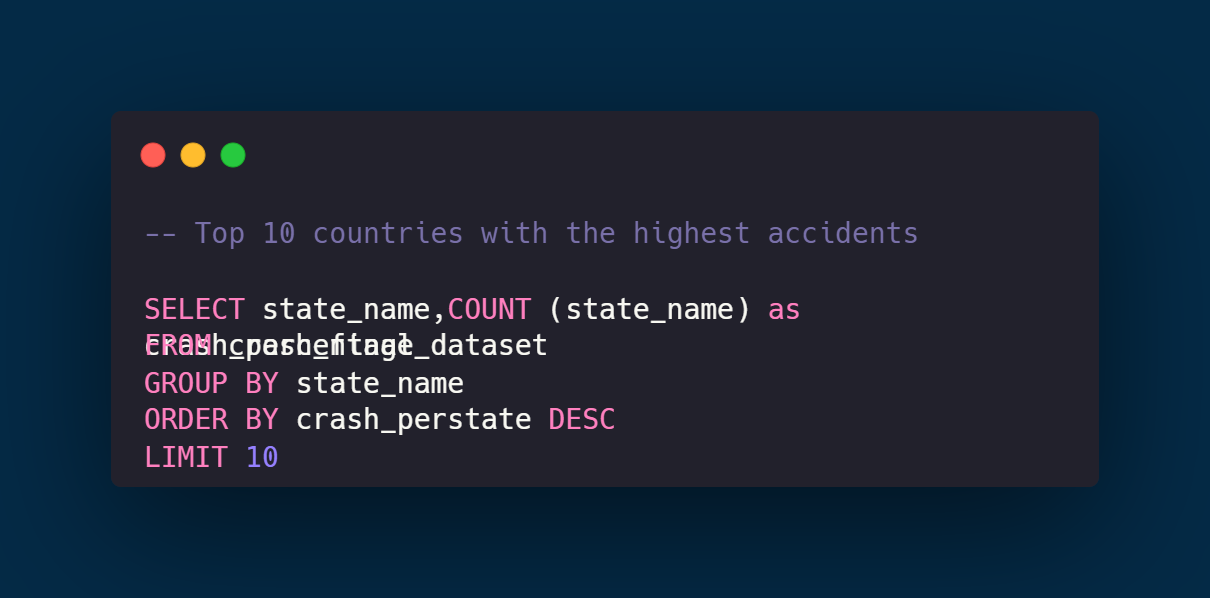 -- Top 10 countries with the highest accidents
SELECT state_name,COUNT (state_name) as
FROM crash_final_dataset
GROUP BY state_name
ORDER BY crash_perstate DESC
LIMIT 10